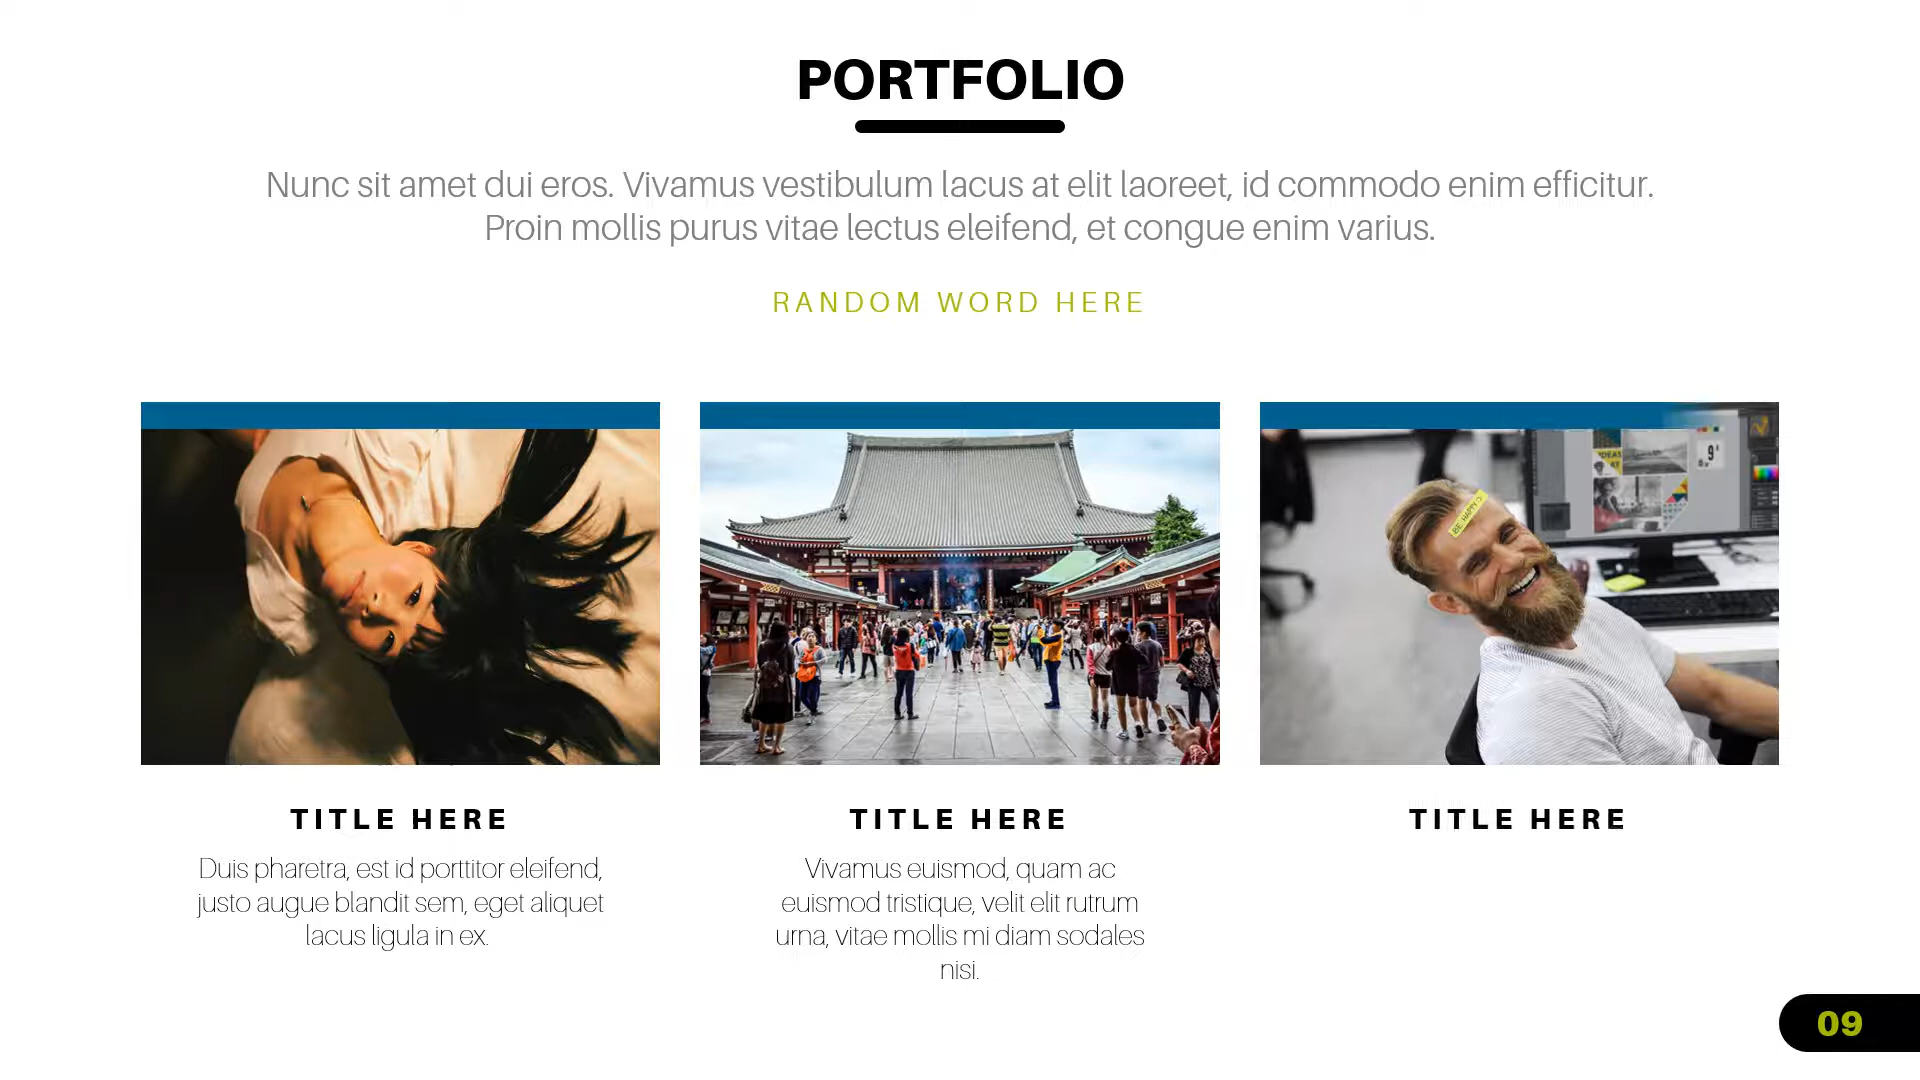 PORTFOLIO
Nunc sit amet dui eros. Vivamus vestibulum lacus at elit laoreet, id commodo enim efficitur.
Proin mollis purus vitae lectus eleifend, et congue enim varius.
RANDOM WORD HERE
BE HAPPY :)
TITLE HERE
Duis pharetra, est id porttitor eleifend,
justo augue blandit sem, eget aliquet
lacus ligula in ex.
TITLE HERE
Vivamus euismod, quam ac
euismod tristique, velit elit rutrum
urna, vitae mollis mi diam sodales
nisi.
TITLE HERE
09